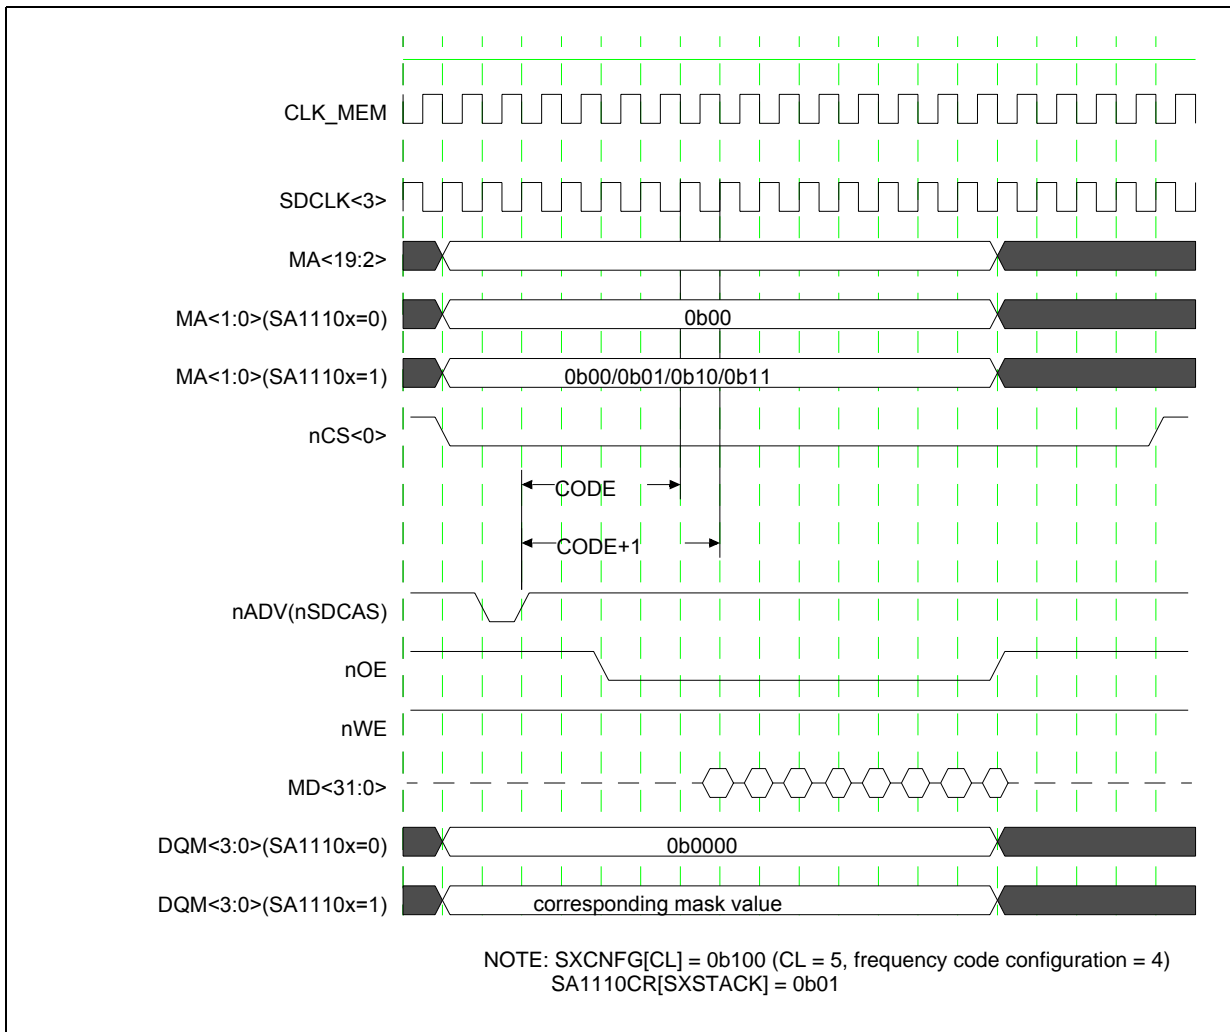 CLK_MEM
SDCLK<3>
MA<19:2>
MA<1:0>(SA1110x=0)
0b00
MA<1:0>(SA1110x=1)
0b00/0b01/0b10/0b11
nCS<0>
CODE
CODE+1
nADV(nSDCAS)
nOE
nWE
MD<31:0>
DQM<3:0>(SA1110x=0)
0b0000
DQM<3:0>(SA1110x=1)
corresponding mask value
NOTE: SXCNFG[CL] = 0b100 (CL = 5, frequency code configuration = 4)
SA1110CR[SXSTACK] = 0b01